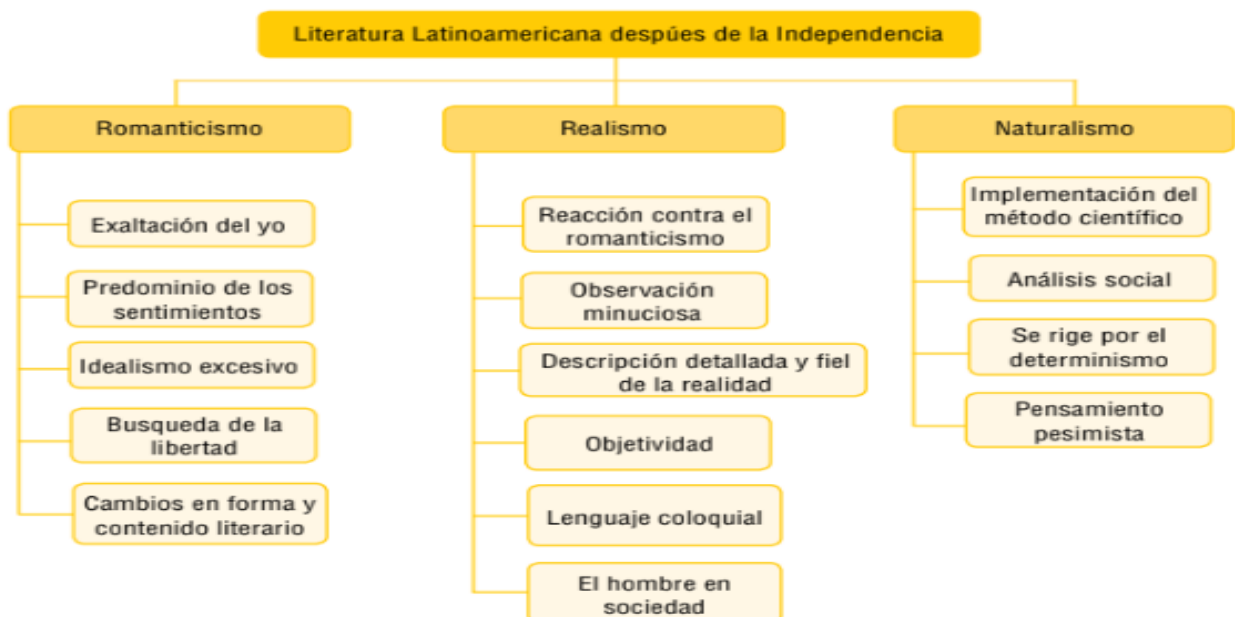 Literatura Latinoamericana despúes de la Independencia
Romanticismo
Exaltación del yo
Predominio de los
sentimientos
Idealismo excesivo
Busqueda de la
libertad
Cambios en forma y
contenido literario
Realismo
Reacción contra el
romanticismo
Observación
minuciosa
Descripción detallada y fiel
de la realidad
Objetividad
Lenguaje coloquial
El hombre en
sociedad
Naturalismo
Implementación del
método científico
Análisis social
Se rige por el
determinismo
Pensamiento
pesimista